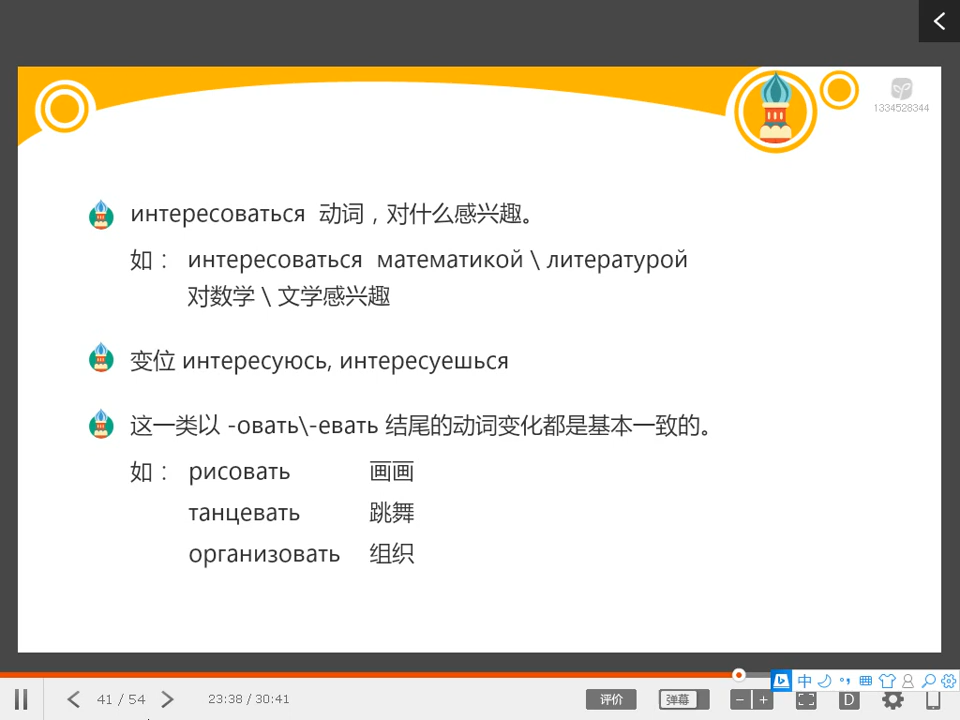 1334528344
интересоваться 动词，对什么感兴趣。
如： интересоваться математикой \ литературой
对数学 \ 文学感兴趣
变位 интересуюсь, интересуешься
这一类以 -овать\-евать 结尾的动词变化都是基本一致的。
如： рисовать 画画
танцевать 跳舞
организовать 组织
中
41 / 54 23:38 / 30:41 评价 弹幕 − + D